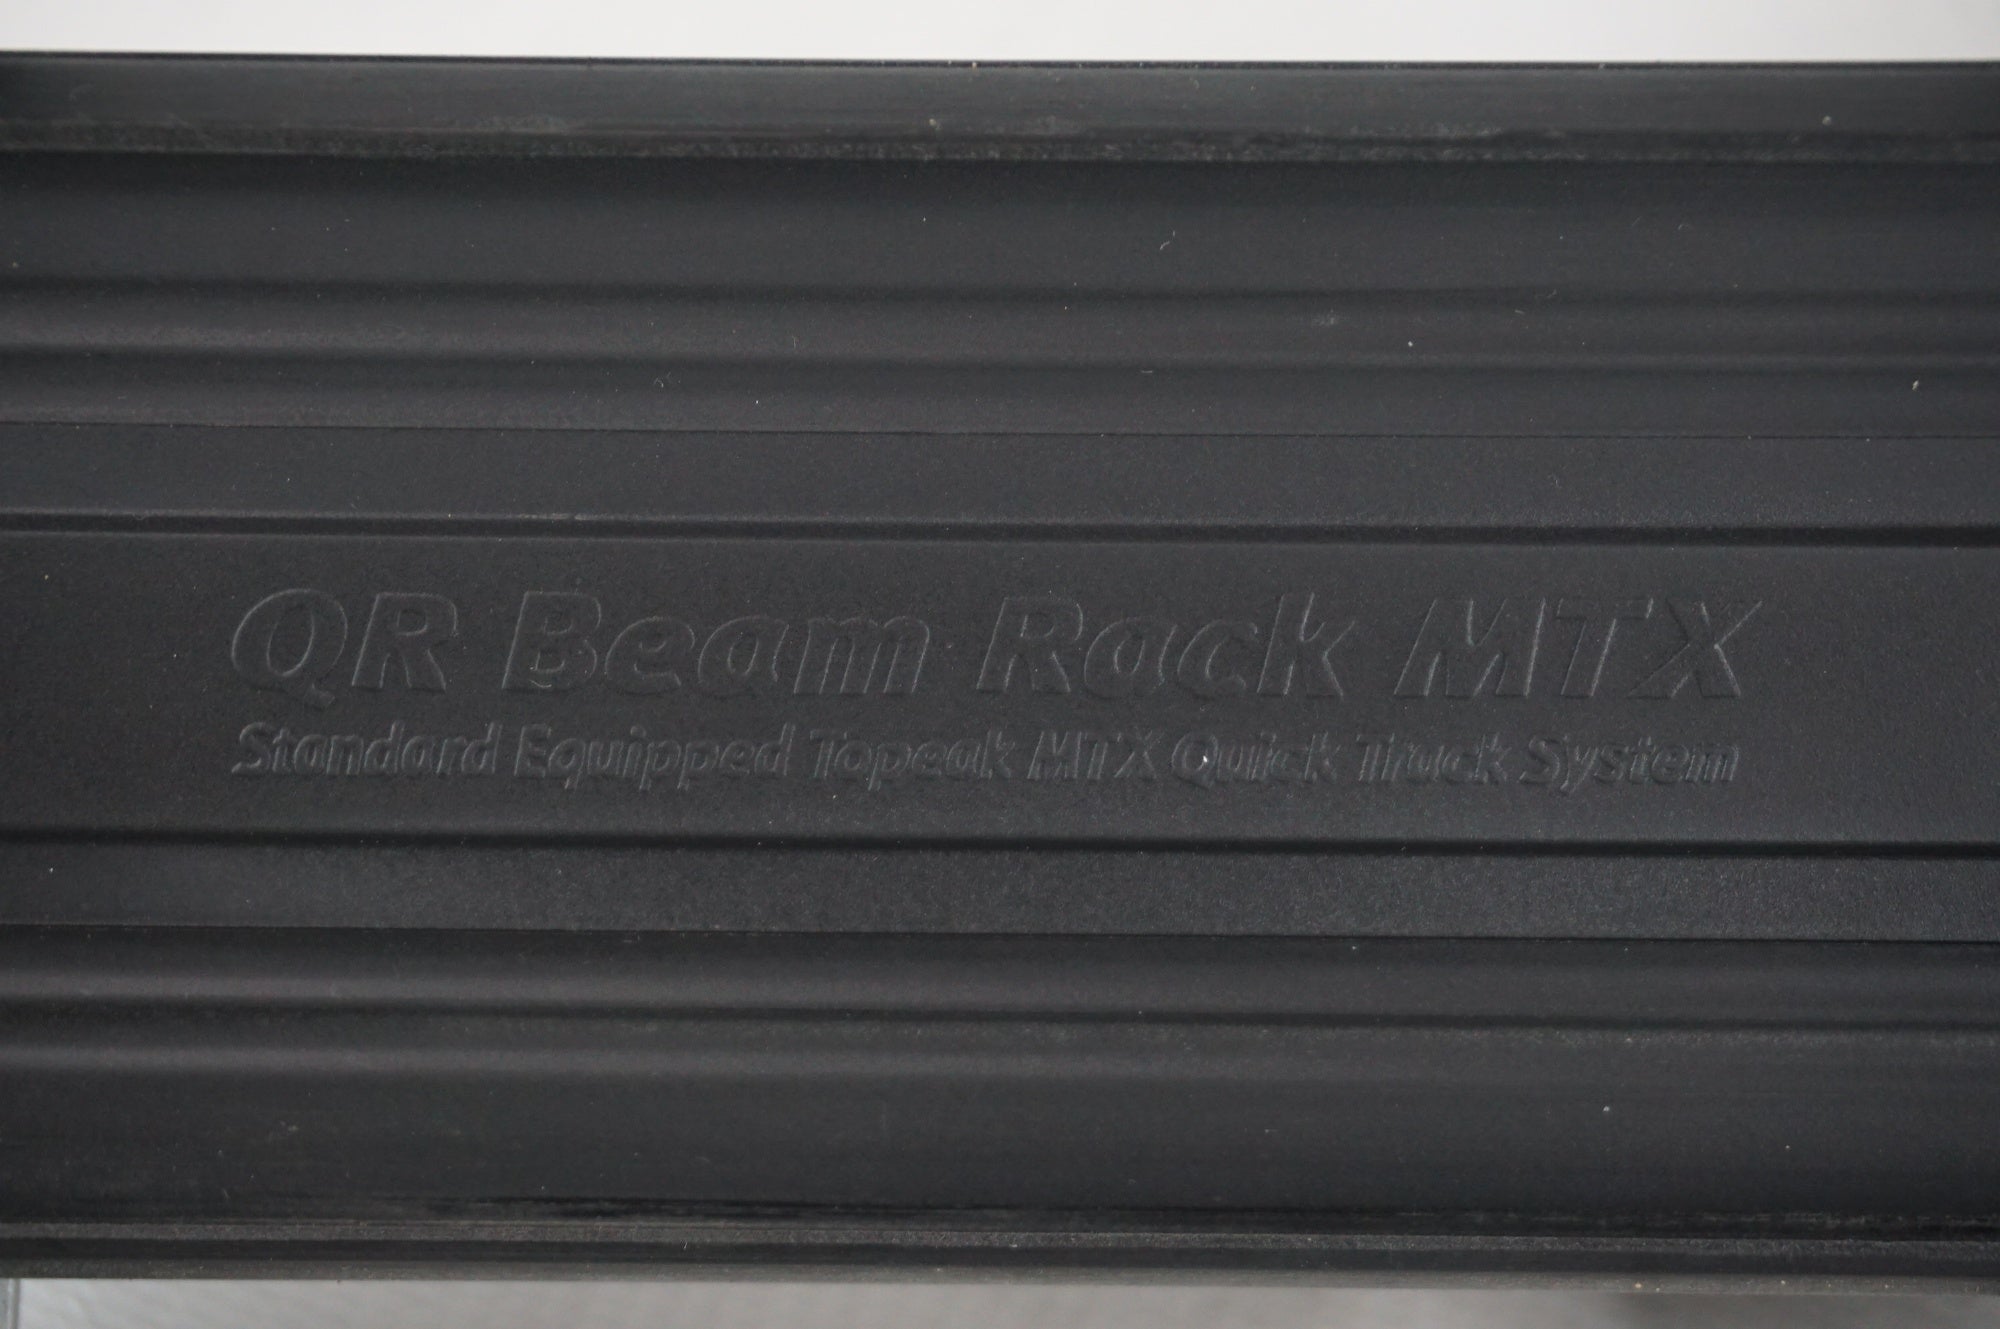 QR Beam Rack MTX
Standard Equipped Topeak MTX Quick Track System